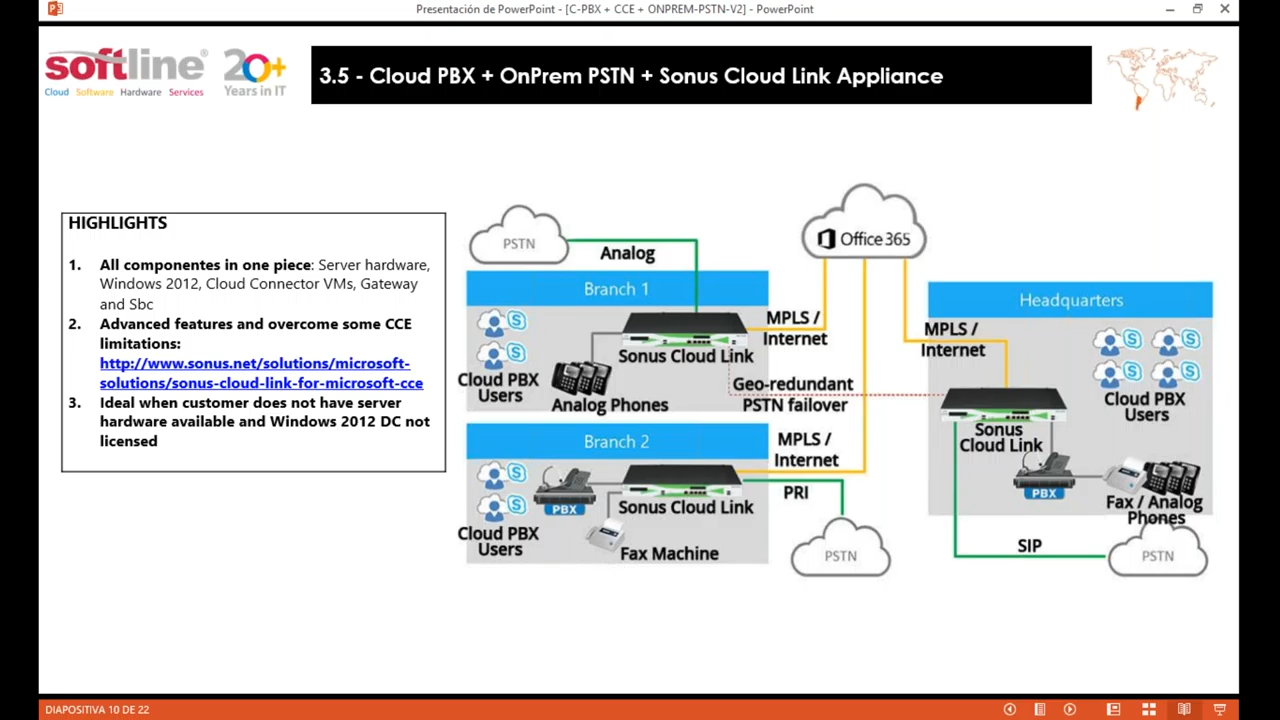 Presentación de PowerPoint - [C-PBX + CCE + ONPREM-PSTN-V2] - PowerPoint
softline®
Cloud Software Hardware Services
20+
Years in IT
3.5 - Cloud PBX + OnPrem PSTN + Sonus Cloud Link Appliance
HIGHLIGHTS
1. All componentes in one piece: Server hardware,
Windows 2012, Cloud Connector VMs, Gateway
and Sbc
2. Advanced features and overcome some CCE
limitations:
http://www.sonus.net/solutions/microsoft-
solutions/sonus-cloud-link-for-microsoft-cce
3. Ideal when customer does not have server
hardware available and Windows 2012 DC not
licensed
PSTN
Analog
Office 365
Branch 1
Sonus Cloud Link
Cloud PBX
Users
Analog Phones
MPLS /
Internet
Geo-redundant
PSTN failover
MPLS /
Internet
Headquarters
Cloud PBX
Users
Sonus
Cloud Link
PBX
Fax / Analog
Phones
SIP
PSTN
Branch 2
PBX
Sonus Cloud Link
Cloud PBX
Users
Fax Machine
MPLS /
Internet
PRI
PSTN
DIAPOSITIVA 10 DE 22